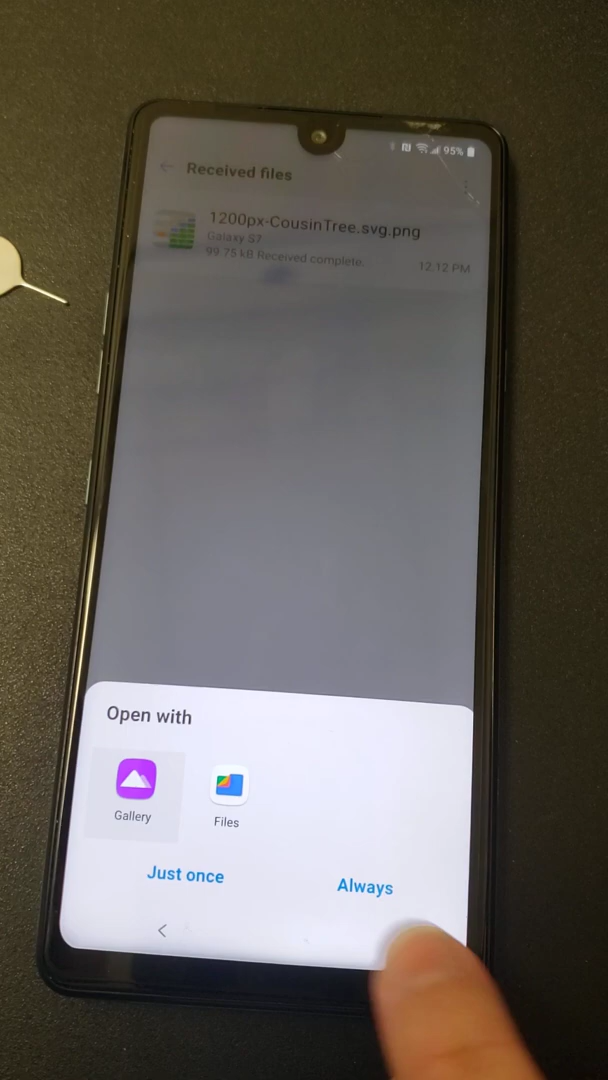 95%
Received files
1200px-CousinTree.svg.png
Galaxy S7
99.75 kB Received complete.
12:12 PM
Open with
Gallery
Files
Just once
Always